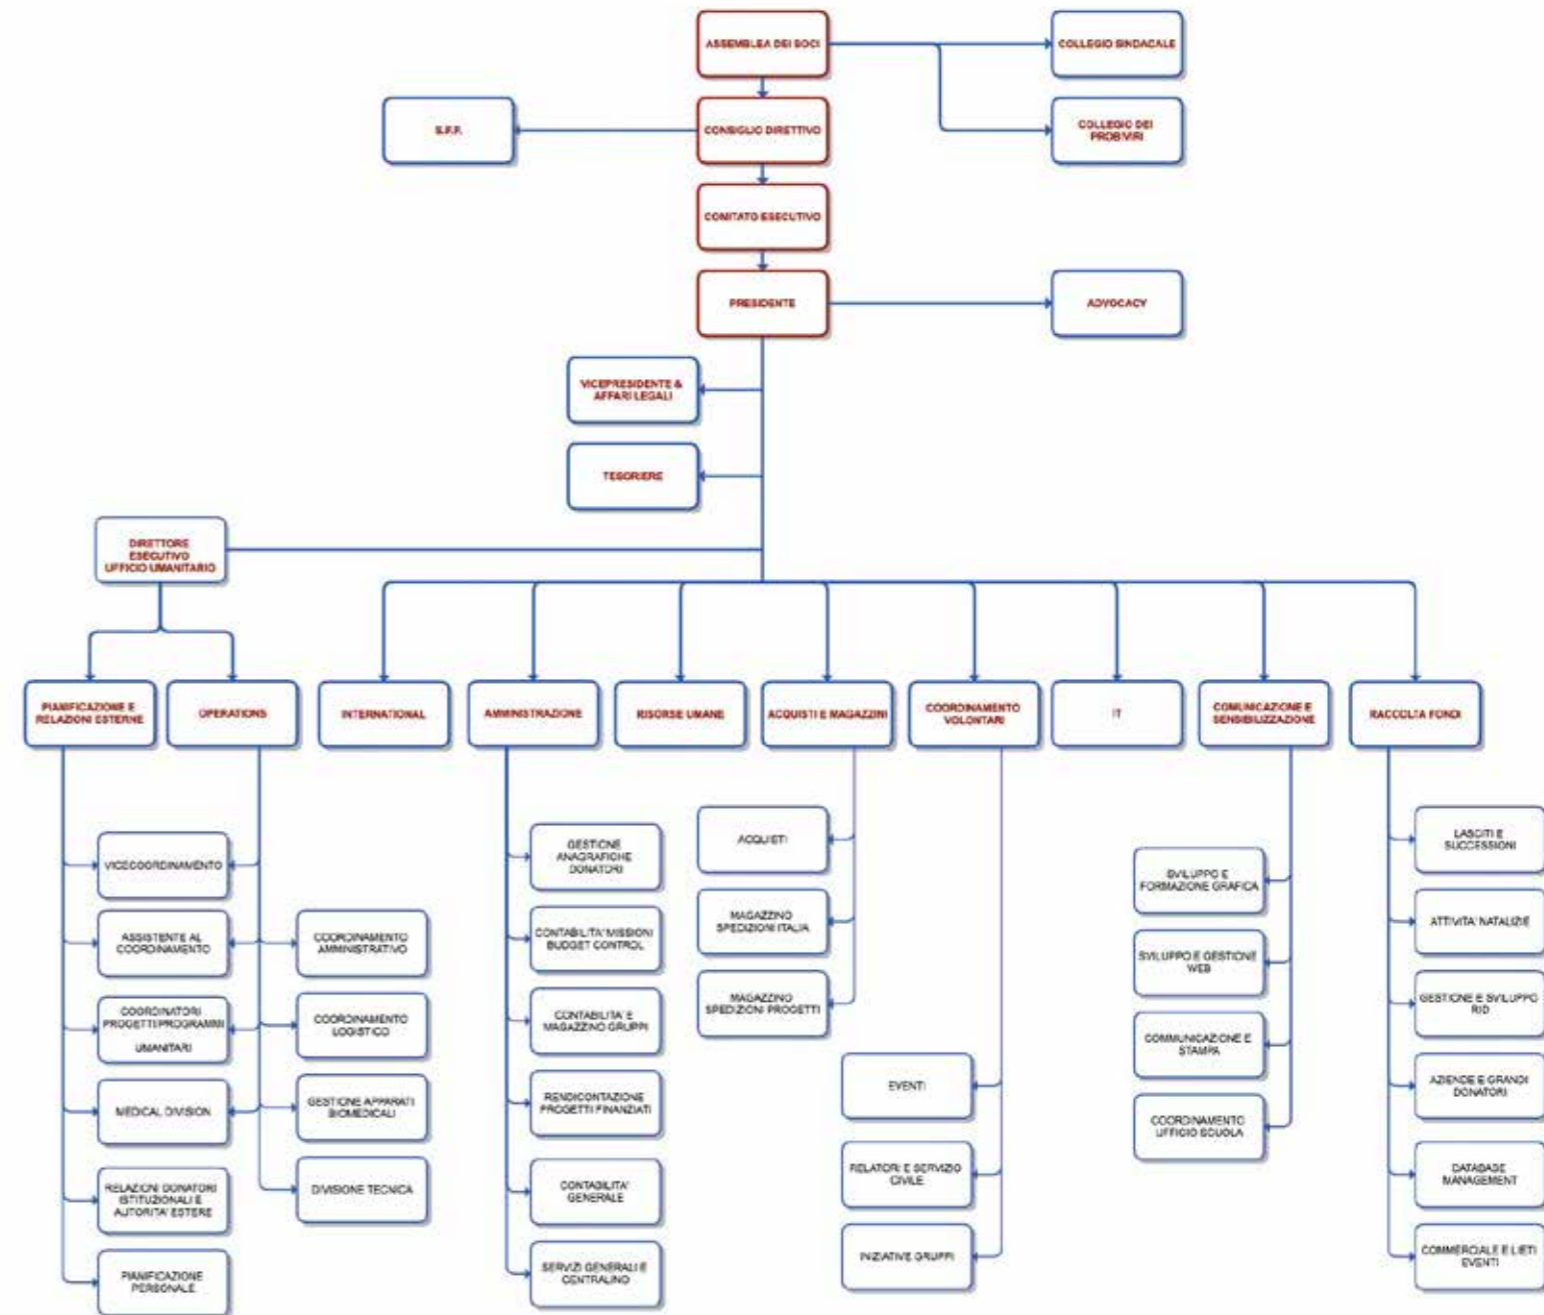 ASSEMBLEA DEI SOCI
COLLEGIO SINDACALE
S.P.P.
CONSIGLIO DIRETTIVO
COLLEGIO DEI
PROBIVIRI
COMITATO ESECUTIVO
PRESIDENTE
ADVOCACY
VICEPRESIDENTE &
AFFARI LEGALI
TESORIERE
DIRETTORE
ESECUTIVO
UFFICIO UMANITARIO
PIANIFICAZIONE E
RELAZIONI ESTERNE
OPERATIONS
INTERNATIONAL
AMMINISTRAZIONE
RISORSE UMANE
ACQUISTI E MAGAZZINI
COORDINAMENTO
VOLONTARI
IT
COMUNICAZIONE E
SENSIBILIZZAZIONE
RACCOLTA FONDI
VICECOORDINAMENTO
ASSISTENTE AL
COORDINAMENTO
COORDINATORI
PROGETTI/PROGRAMMI
UMANITARI
MEDICAL DIVISION
RELAZIONI DONATORI
ISTITUZIONALI E
AUTORITA' ESTERE
PIANIFICAZIONE
PERSONALE
COORDINAMENTO
AMMINISTRATIVO
COORDINAMENTO
LOGISTICO
GESTIONE APPARATI
BIOMEDICALI
DIVISIONE TECNICA
GESTIONE
ANAGRAFICHE
DONATORI
CONTABILITA' MISSIONI
BUDGET CONTROL
CONTABILITA' E
MAGAZZINO GRUPPI
RENDICONTAZIONE
PROGETTI FINANZIATI
CONTABILITA'
GENERALE
SERVIZI GENERALI E
CENTRALINO
ACQUISTI
MAGAZZINO
SPEDIZIONI ITALIA
MAGAZZINO
SPEDIZIONI PROGETTI
EVENTI
RELATORI E SERVIZIO
CIVILE
INIZIATIVE GRUPPI
SVILUPPO E
FORMAZIONE GRAFICA
SVILUPPO E GESTIONE
WEB
COMMUNICAZIONE E
STAMPA
COORDINAMENTO
UFFICIO SCUOLA
LASCITI E
SUCCESSIONI
ATTIVITA' NATALIZIE
GESTIONE E SVILUPPO
RID
AZIENDE E GRANDI
DONATORI
DATABASE
MANAGEMENT
COMMERCIALE E LIETI
EVENTI